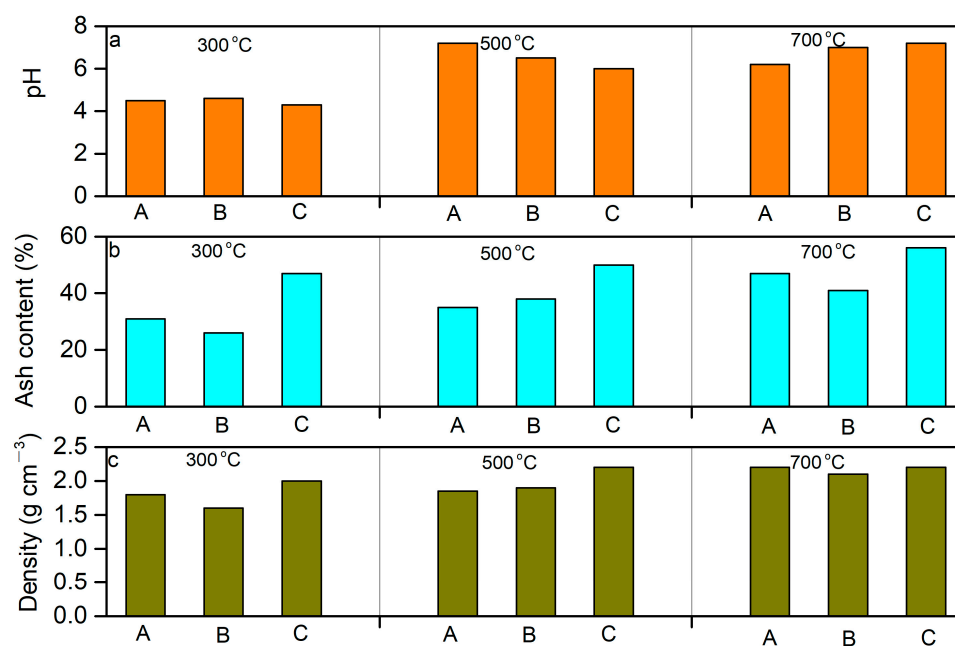 a
300 °C
500 °C
700 °C
pH
8
6
4
2
0
A B C A B C A B C
b
300 °C
500 °C
700 °C
Ash content (%)
60
40
20
0
A B C A B C A B C
c
300 °C
500 °C
700 °C
Density (g cm⁻³)
2.5
2.0
1.5
1.0
0.5
0.0
A B C A B C A B C